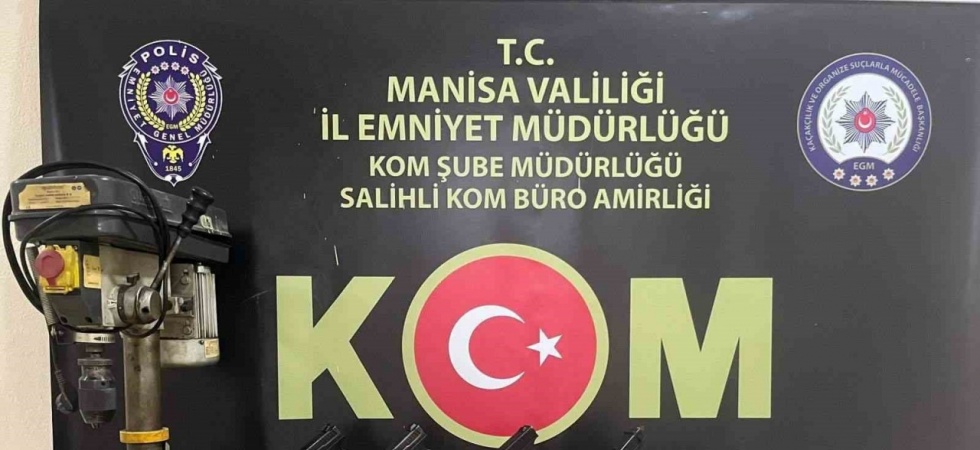 POLİS
EMNİYET GENEL MÜDÜRLÜĞÜ
EGM
1845
T.C.
MANİSA VALİLİĞİ
İL EMNİYET MÜDÜRLÜĞÜ
KOM ŞUBE MÜDÜRLÜĞÜ
SALİHLİ KOM BÜRO AMİRLİĞİ
KAÇAKÇILIK VE ORGANİZE SUÇLARLA MÜCADELE BAŞKANLIĞI
EGM
KOM